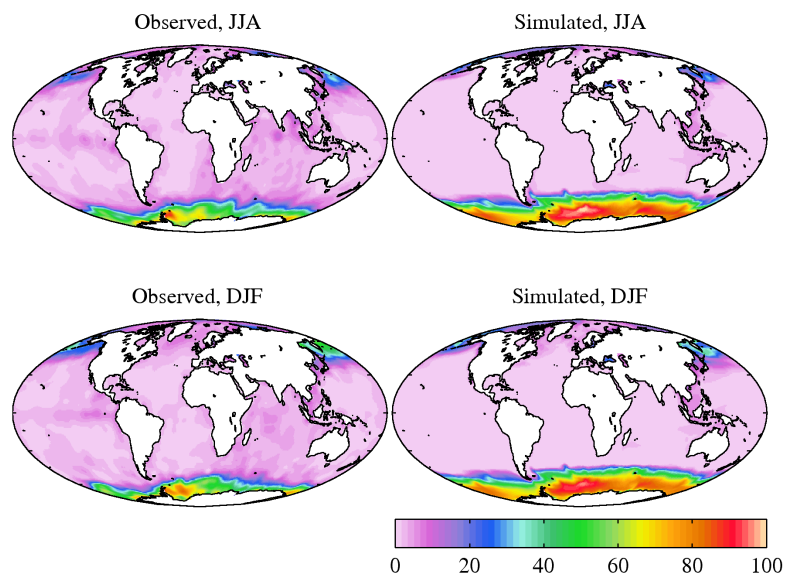 Observed, JJA
Simulated, JJA
Observed, DJF
Simulated, DJF
0 20 40 60 80 100